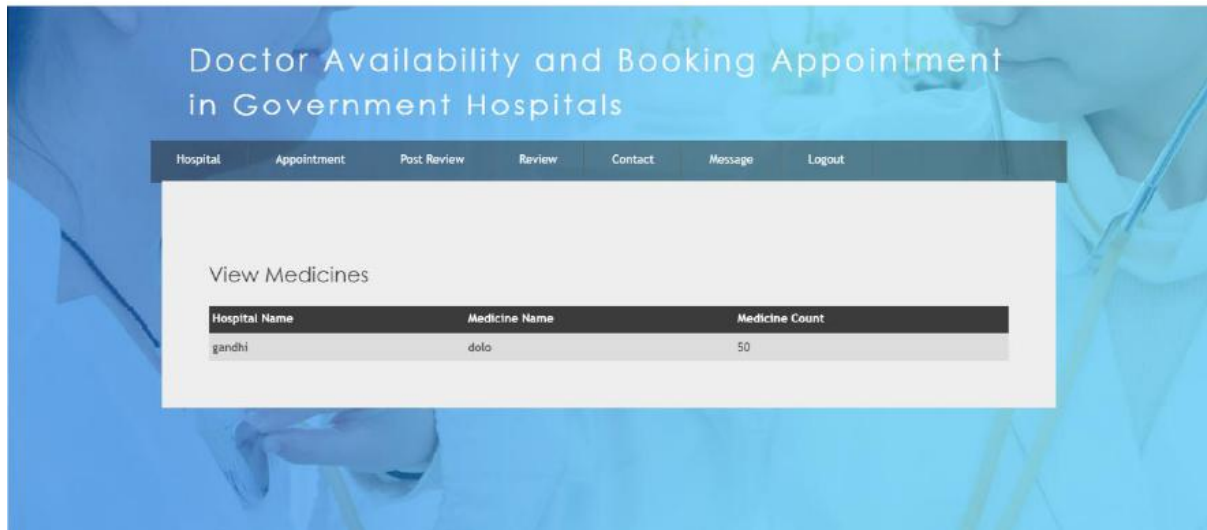 Doctor Availability and Booking Appointment
in Government Hospitals
Hospital Appointment Post Review Review Contact Message Logout
View Medicines
Hospital Name Medicine Name Medicine Count
gandhi dolo 50